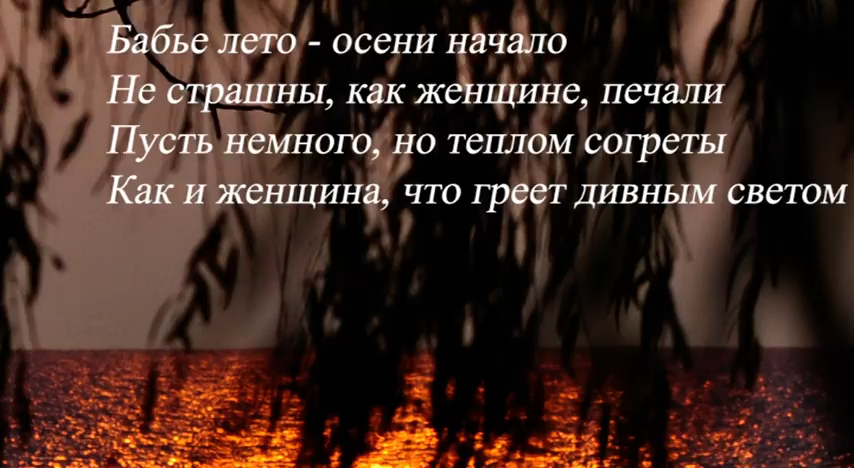 Бабье лето - осени начало
Не страшны, как женщине, печали
Пусть немного, но теплом согреты
Как и женщина, что греет дивным светом